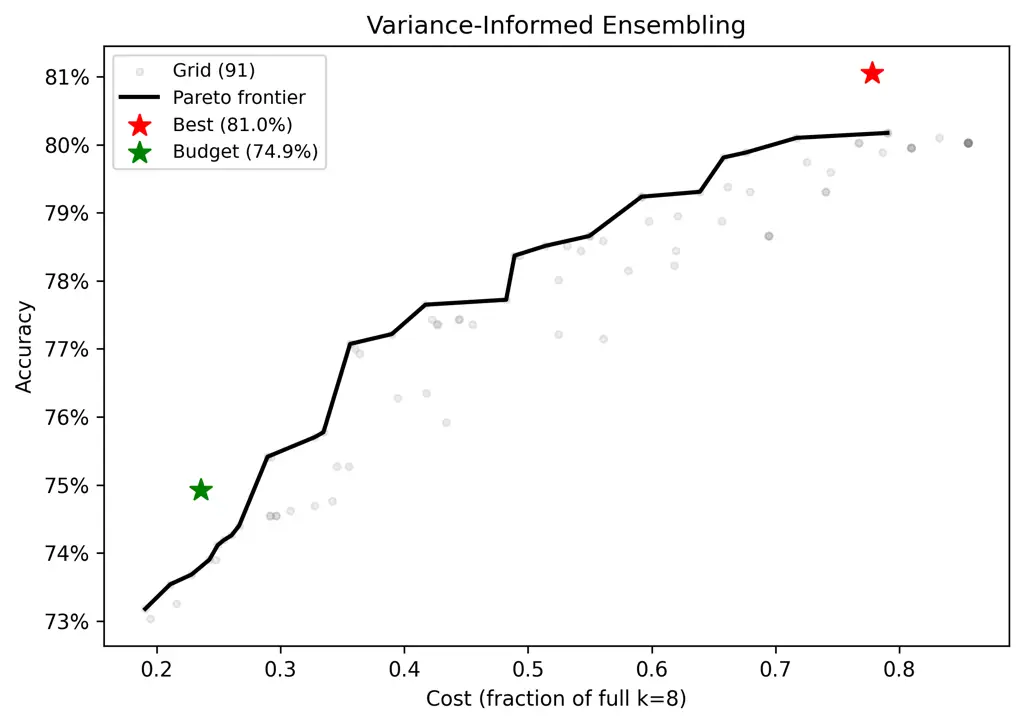 Variance-Informed Ensembling
Grid (91)
Pareto frontier
Best (81.0%)
Budget (74.9%)
81%
80%
79%
78%
77%
76%
75%
74%
73%
Accuracy
0.2 0.3 0.4 0.5 0.6 0.7 0.8
Cost (fraction of full k=8)